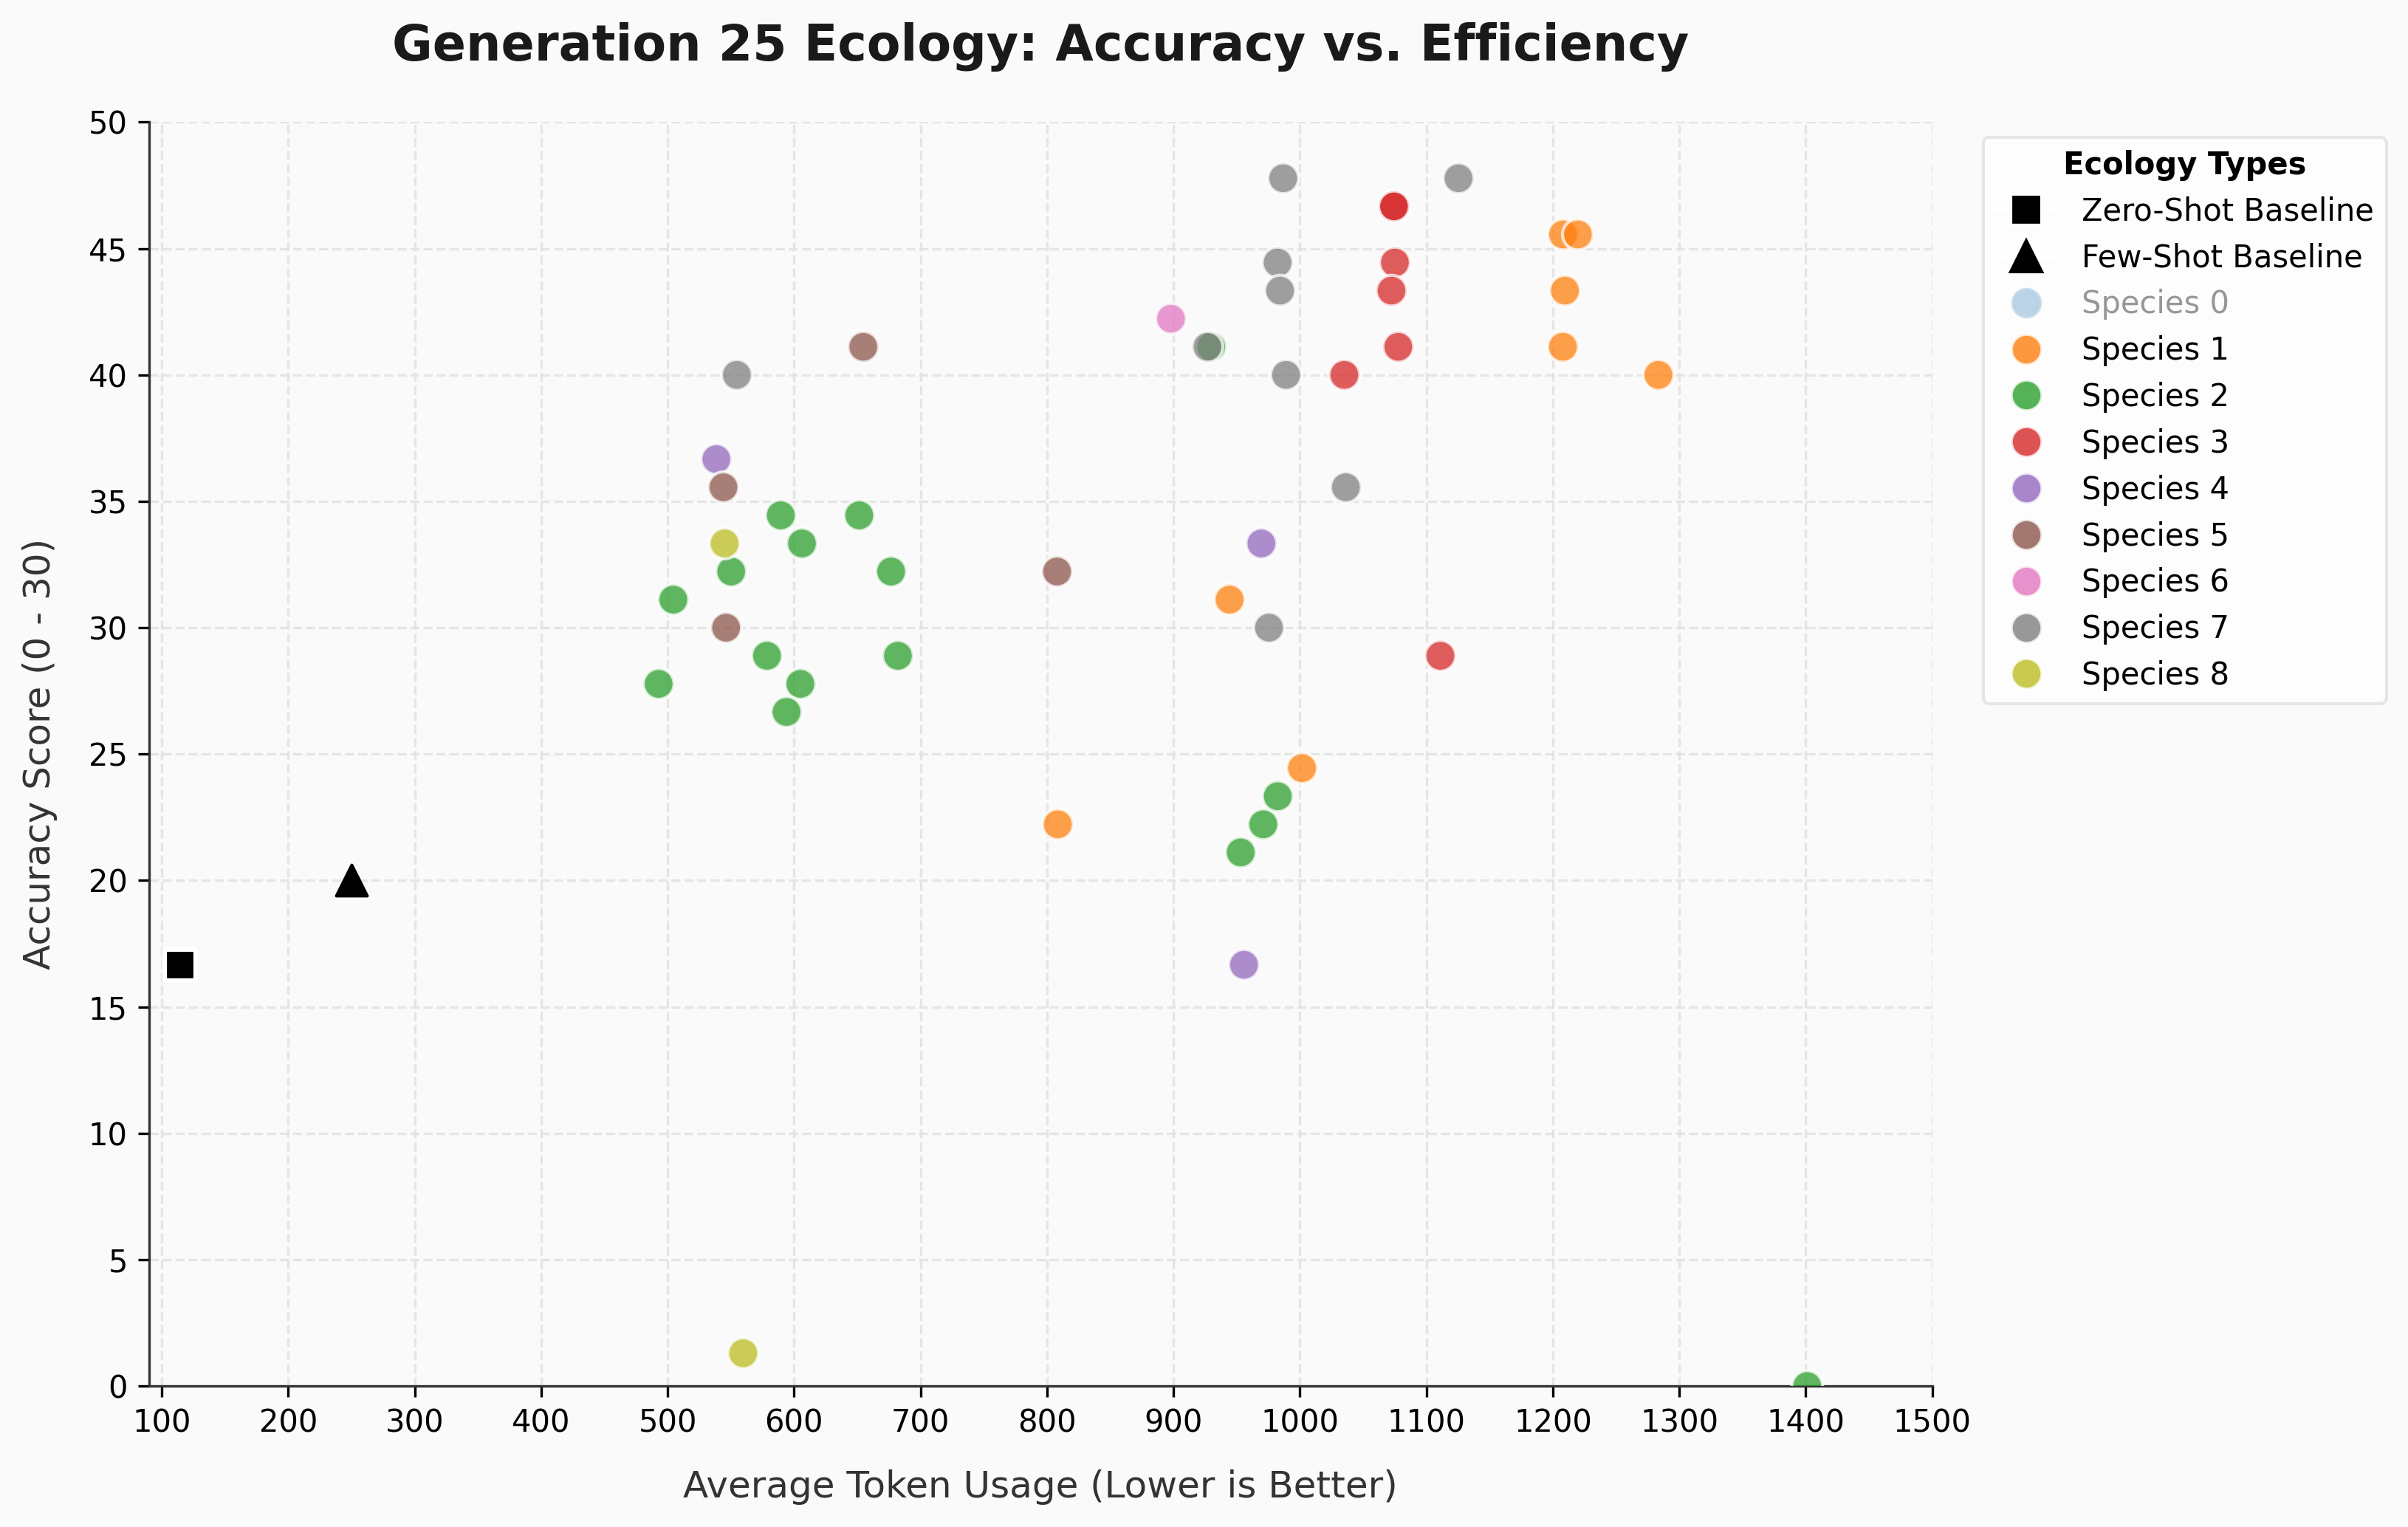 Generation 25 Ecology: Accuracy vs. Efficiency
50
45
40
35
30
25
20
15
10
5
0
Accuracy Score (0 - 30)
100 200 300 400 500 600 700 800 900 1000 1100 1200 1300 1400 1500
Average Token Usage (Lower is Better)
Ecology Types
Zero-Shot Baseline
Few-Shot Baseline
Species 0
Species 1
Species 2
Species 3
Species 4
Species 5
Species 6
Species 7
Species 8